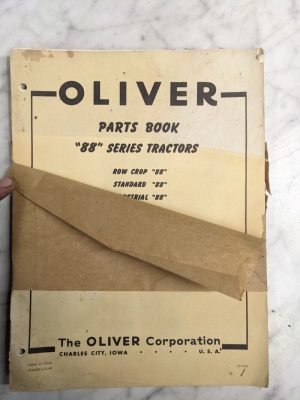 OLIVER
PARTS BOOK
"88" SERIES TRACTORS
ROW CROP "88"
STANDARD "88"
"88"
The OLIVER Corporation
CHARLES CITY, IOWA · · · · · U. S. A.